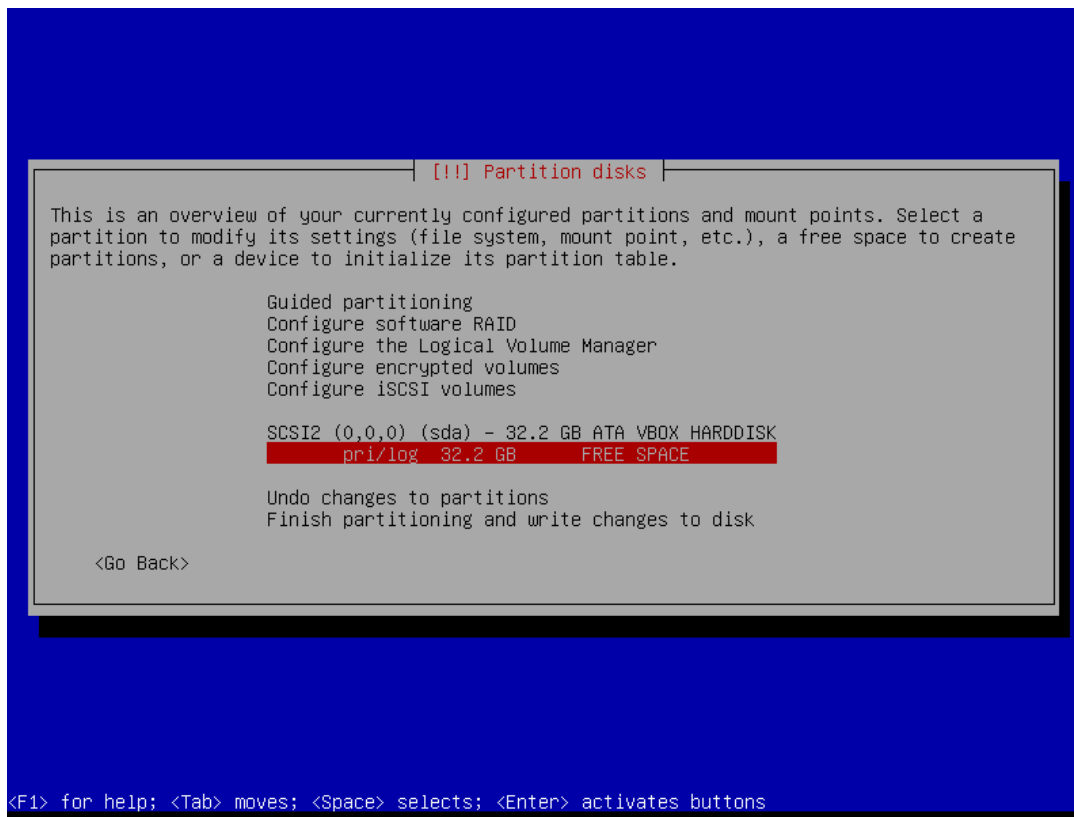 [!!] Partition disks
This is an overview of your currently configured partitions and mount points. Select a
partition to modify its settings (file system, mount point, etc.), a free space to create
partitions, or a device to initialize its partition table.
Guided partitioning
Configure software RAID
Configure the Logical Volume Manager
Configure encrypted volumes
Configure iSCSI volumes
SCSI2 (0,0,0) (sda) – 32.2 GB ATA VBOX HARDDISK
pri/log 32.2 GB FREE SPACE
Undo changes to partitions
Finish partitioning and write changes to disk
<Go Back>
<F1> for help; <Tab> moves; <Space> selects; <Enter> activates buttons